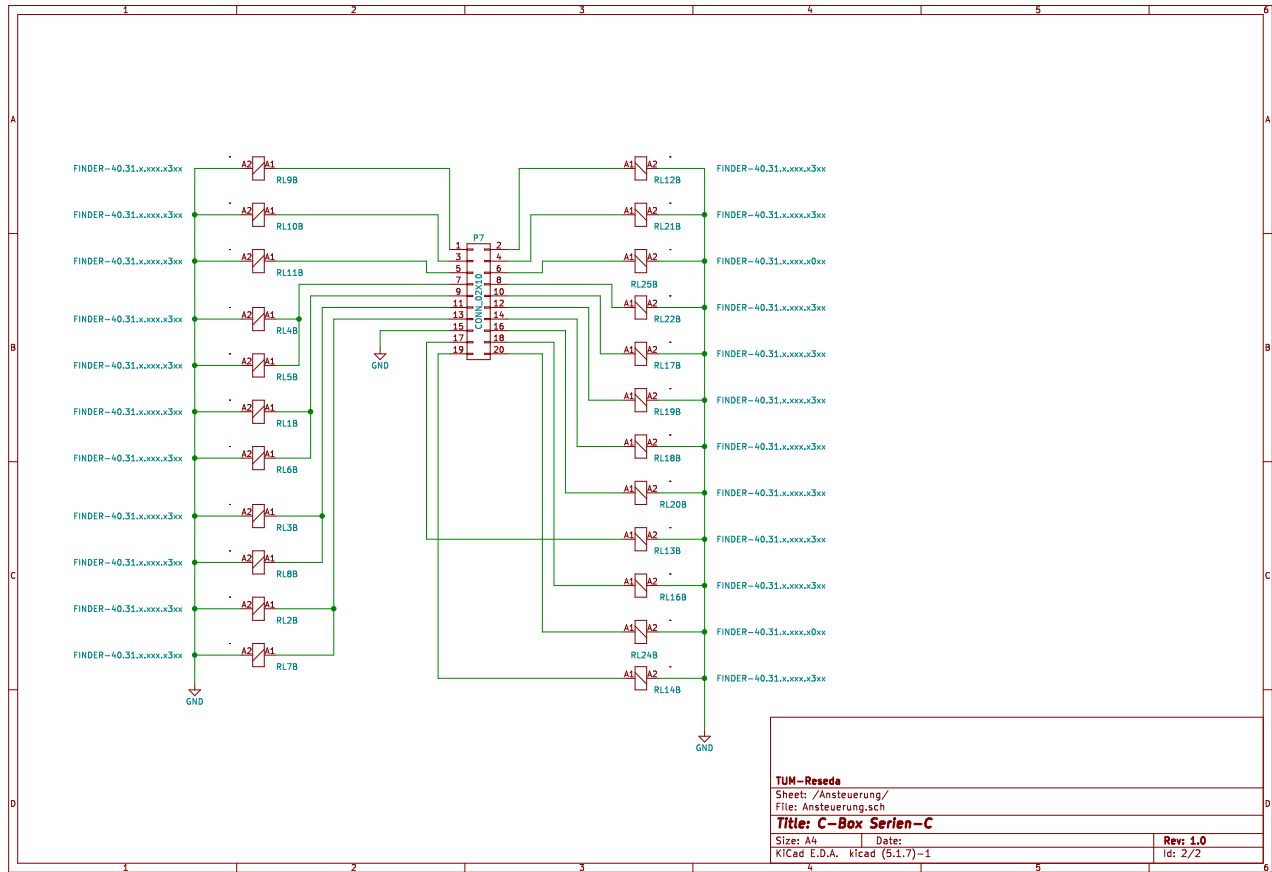 1 2 3 4 5 6
A A
FINDER-40.31.x.xxx.x3xx A2 A1 RL9B
A1 A2 RL12B FINDER-40.31.x.xxx.x3xx
FINDER-40.31.x.xxx.x3xx A2 A1 RL10B
A1 A2 RL21B FINDER-40.31.x.xxx.x3xx
P7
CONN_02X10
1 2
3 4
5 6
7 8
9 10
11 12
13 14
15 16
17 18
19 20
FINDER-40.31.x.xxx.x3xx A2 A1 RL11B
A1 A2 RL25B FINDER-40.31.x.xxx.x0xx
FINDER-40.31.x.xxx.x3xx A2 A1 RL4B
A1 A2 RL22B FINDER-40.31.x.xxx.x3xx
B B
GND
FINDER-40.31.x.xxx.x3xx A2 A1 RL5B
A1 A2 RL17B FINDER-40.31.x.xxx.x3xx
FINDER-40.31.x.xxx.x3xx A2 A1 RL1B
A1 A2 RL19B FINDER-40.31.x.xxx.x3xx
FINDER-40.31.x.xxx.x3xx A2 A1 RL6B
A1 A2 RL18B FINDER-40.31.x.xxx.x3xx
A1 A2 RL20B FINDER-40.31.x.xxx.x3xx
FINDER-40.31.x.xxx.x3xx A2 A1 RL3B
A1 A2 RL13B FINDER-40.31.x.xxx.x3xx
FINDER-40.31.x.xxx.x3xx A2 A1 RL8B
C C
A1 A2 RL16B FINDER-40.31.x.xxx.x3xx
FINDER-40.31.x.xxx.x3xx A2 A1 RL2B
A1 A2 RL24B FINDER-40.31.x.xxx.x0xx
FINDER-40.31.x.xxx.x3xx A2 A1 RL7B
A1 A2 RL14B FINDER-40.31.x.xxx.x3xx
GND
GND
D D
TUM-Reseda
Sheet: /Ansteuerung/
File: Ansteuerung.sch
Title: C-Box Serien-C
Size: A4 Date: Rev: 1.0
KiCad E.D.A. kicad (5.1.7)-1 Id: 2/2
1 2 3 4 5 6